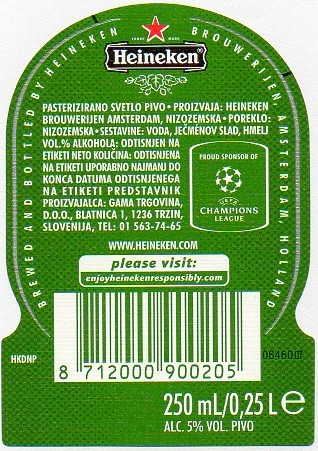 BREWED AND BOTTLED BY HEINEKEN BROUWERIJEN, AMSTERDAM, HOLLAND
TRADE MARK
Heineken
PASTERIZIRANO SVETLO PIVO • PROIZVAJA: HEINEKEN
BROUWERIJEN AMSTERDAM, NIZOZEMSKA • POREKLO:
NIZOZEMSKA • SESTAVINE: VODA, JEČMENOV SLAD, HMELJ
VOL.% ALKOHOLA: ODTISNJEN NA
ETIKETI NETO KOLIČINA: ODTISNJENA
NA ETIKETI UPORABNO NAJMANJ DO
KONCA DATUMA ODTISNJENEGA
NA ETIKETI PREDSTAVNIK
PROIZVAJALCA: GAMA TRGOVINA,
D.O.O., BLATNICA 1, 1236 TRZIN,
SLOVENIJA, TEL: 01 563-74-65
PROUD SPONSOR OF
UEFA
CHAMPIONS
LEAGUE
WWW.HEINEKEN.COM
please visit:
enjoyheinekenresponsibly.com
HKDNP
06460III
8 712000 900205
250 mL/0,25 L e
ALC. 5% VOL. PIVO